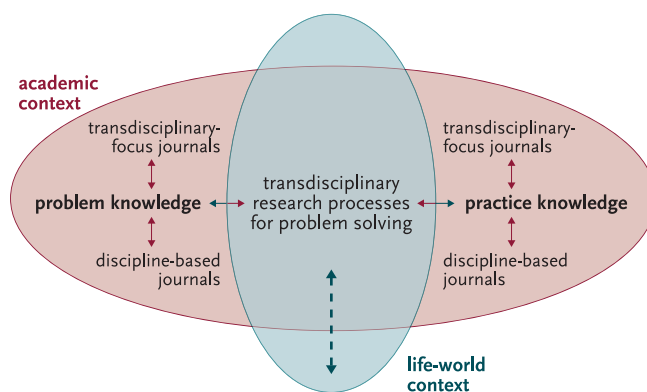 academic
context
transdisciplinary-
focus journals
problem knowledge
discipline-based
journals
transdisciplinary
research processes
for problem solving
transdisciplinary-
focus journals
practice knowledge
discipline-based
journals
life-world
context